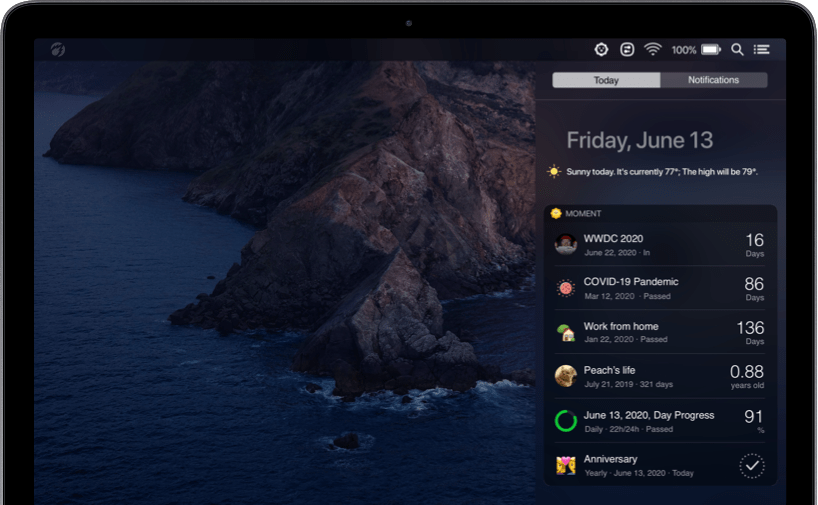 100%
Today Notifications
Friday, June 13
Sunny today. It's currently 77°; The high will be 79°.
MOMENT
WWDC 2020 16
June 22, 2020 · In Days
COVID-19 Pandemic 86
Mar 12, 2020 · Passed Days
Work from home 136
Jan 22, 2020 · Passed Days
Peach's life 0.88
July 21, 2019 · 321 days years old
June 13, 2020, Day Progress 91
Daily · 22h/24h · Passed %
Anniversary
Yearly · June 13, 2020 · Today